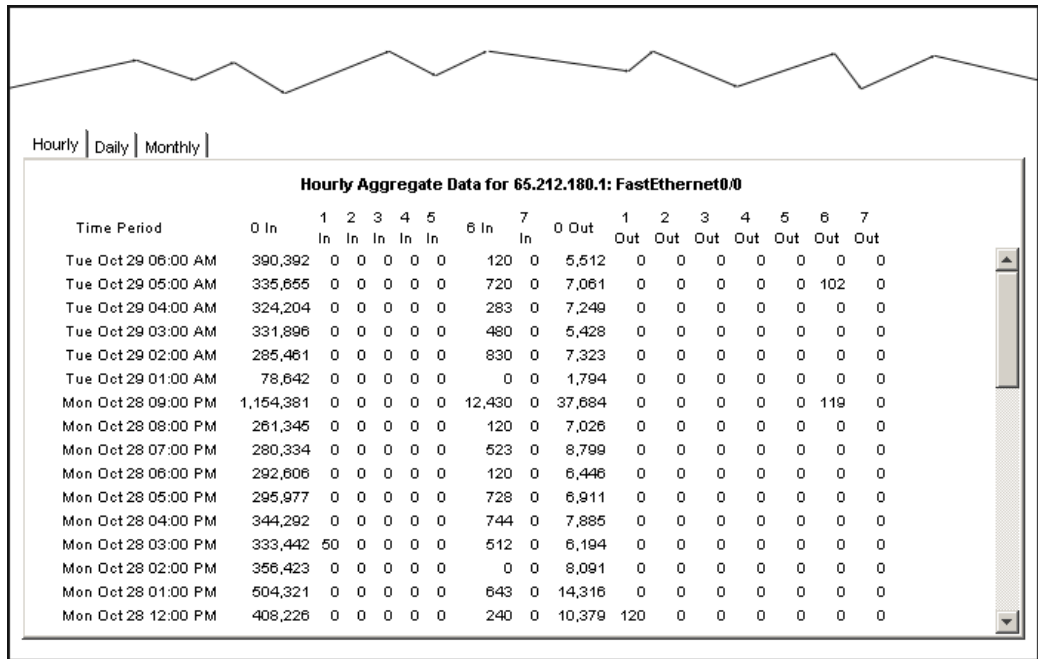 Hourly Daily Monthly
Hourly Aggregate Data for 65.212.180.1: FastEthernet0/0
Time Period 0 In 1 In 2 In 3 In 4 In 5 In 6 In 7 In 0 Out 1 Out 2 Out 3 Out 4 Out 5 Out 6 Out 7 Out
Tue Oct 29 06:00 AM 390,392 0 0 0 0 0 120 0 5,512 0 0 0 0 0 0 0
Tue Oct 29 05:00 AM 335,655 0 0 0 0 0 720 0 7,061 0 0 0 0 0 102 0
Tue Oct 29 04:00 AM 324,204 0 0 0 0 0 283 0 7,249 0 0 0 0 0 0 0
Tue Oct 29 03:00 AM 331,896 0 0 0 0 0 480 0 5,428 0 0 0 0 0 0 0
Tue Oct 29 02:00 AM 285,461 0 0 0 0 0 830 0 7,323 0 0 0 0 0 0 0
Tue Oct 29 01:00 AM 78,642 0 0 0 0 0 0 0 1,794 0 0 0 0 0 0 0
Mon Oct 28 09:00 PM 1,154,381 0 0 0 0 0 12,430 0 37,684 0 0 0 0 0 119 0
Mon Oct 28 08:00 PM 261,345 0 0 0 0 0 120 0 7,026 0 0 0 0 0 0 0
Mon Oct 28 07:00 PM 280,334 0 0 0 0 0 523 0 8,799 0 0 0 0 0 0 0
Mon Oct 28 06:00 PM 292,606 0 0 0 0 0 120 0 6,446 0 0 0 0 0 0 0
Mon Oct 28 05:00 PM 295,977 0 0 0 0 0 728 0 6,911 0 0 0 0 0 0 0
Mon Oct 28 04:00 PM 344,292 0 0 0 0 0 744 0 7,885 0 0 0 0 0 0 0
Mon Oct 28 03:00 PM 333,442 50 0 0 0 0 512 0 6,194 0 0 0 0 0 0 0
Mon Oct 28 02:00 PM 356,423 0 0 0 0 0 0 0 8,091 0 0 0 0 0 0 0
Mon Oct 28 01:00 PM 504,321 0 0 0 0 0 643 0 14,316 0 0 0 0 0 0 0
Mon Oct 28 12:00 PM 408,226 0 0 0 0 0 240 0 10,379 120 0 0 0 0 0 0